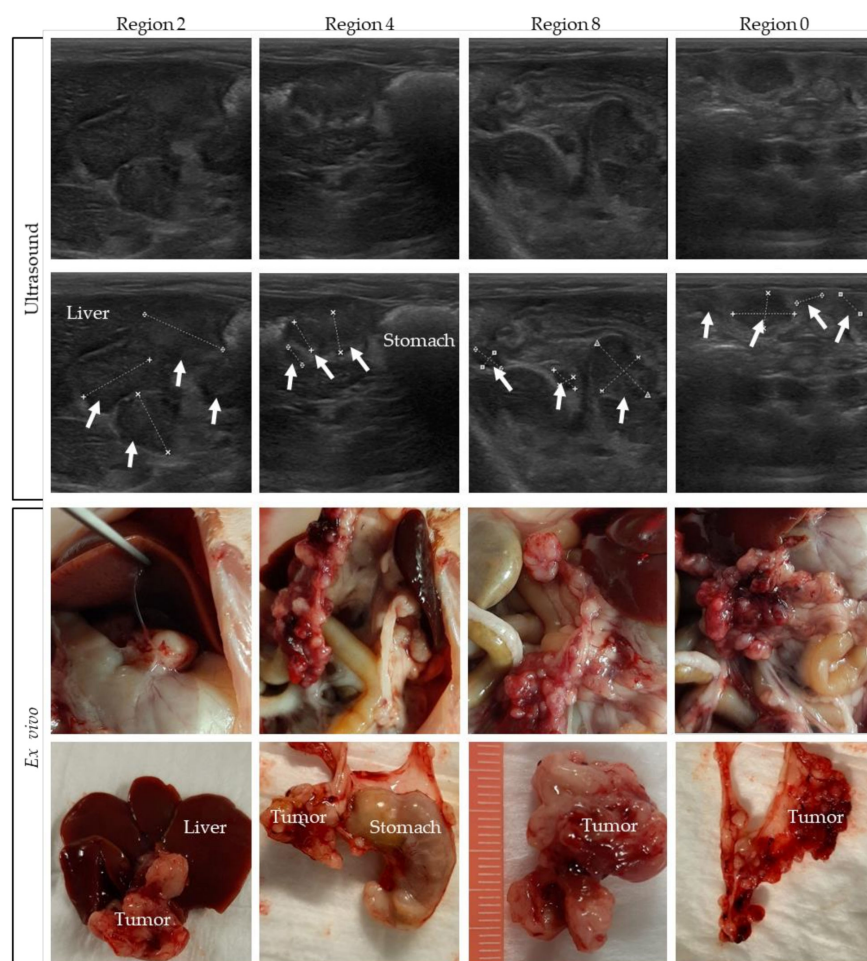 Region 2 Region 4 Region 8 Region 0
Ultrasound
Liver
Stomach
Ex vivo
Liver
Tumor
Tumor
Stomach
Tumor
Tumor